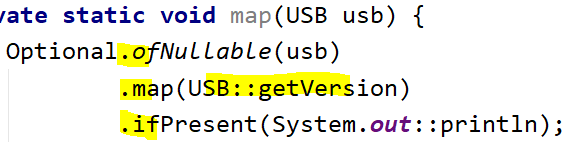 vate static void map(USB usb) {
Optional.ofNullable(usb)
.map(USB::getVersion)
.ifPresent(System.out::println);